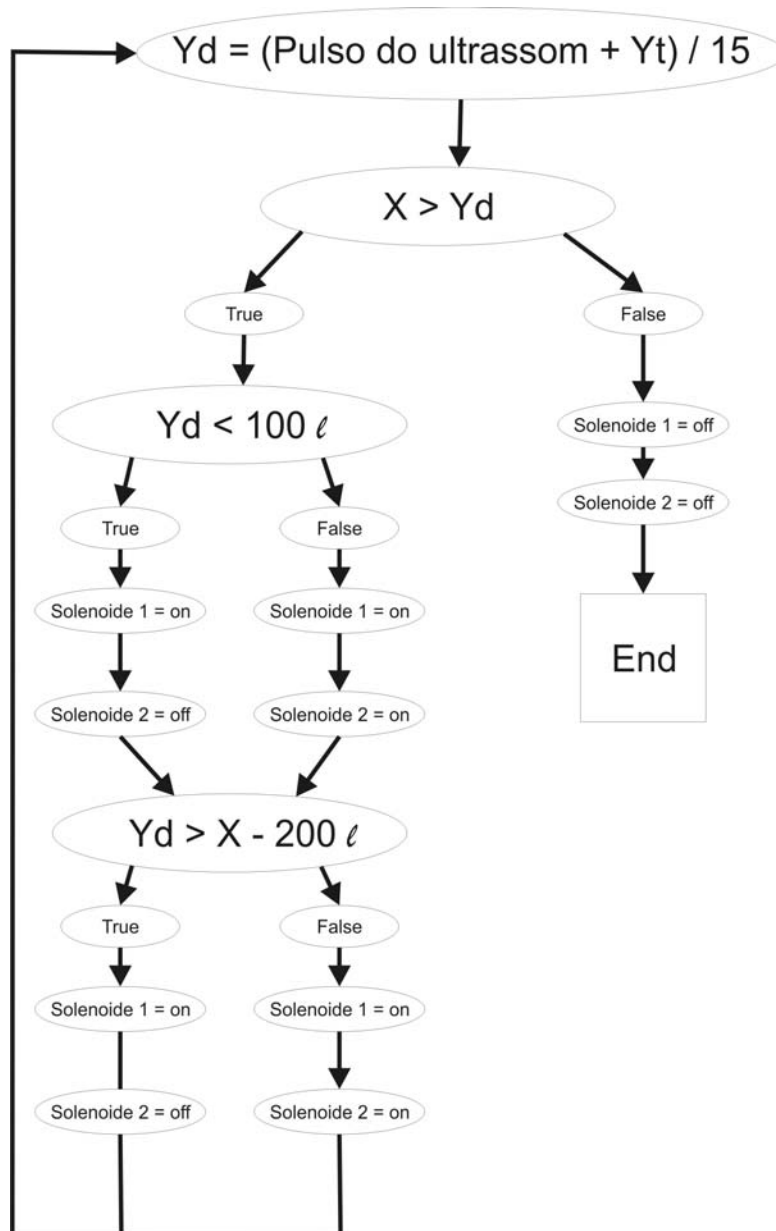 Yd = (Pulso do ultrassom + Yt) / 15
X > Yd
True
False
Yd < 100 ℓ
Solenoide 1 = off
Solenoide 2 = off
End
True
False
Solenoide 1 = on
Solenoide 1 = on
Solenoide 2 = off
Solenoide 2 = on
Yd > X - 200 ℓ
True
False
Solenoide 1 = on
Solenoide 1 = on
Solenoide 2 = off
Solenoide 2 = on